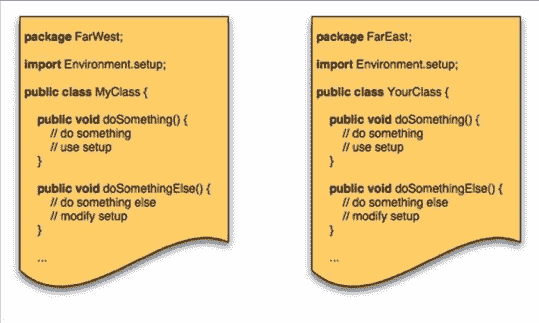 package FarWest;
import Environment.setup;
public class MyClass {
public void doSomething() {
// do something
// use setup
}
public void doSomethingElse() {
// do something else
// modify setup
}
...
package FarEast;
import Environment.setup;
public class YourClass {
public void doSomething() {
// do something
// use setup
}
public void doSomethingElse() {
// do something else
// modify setup
}
...